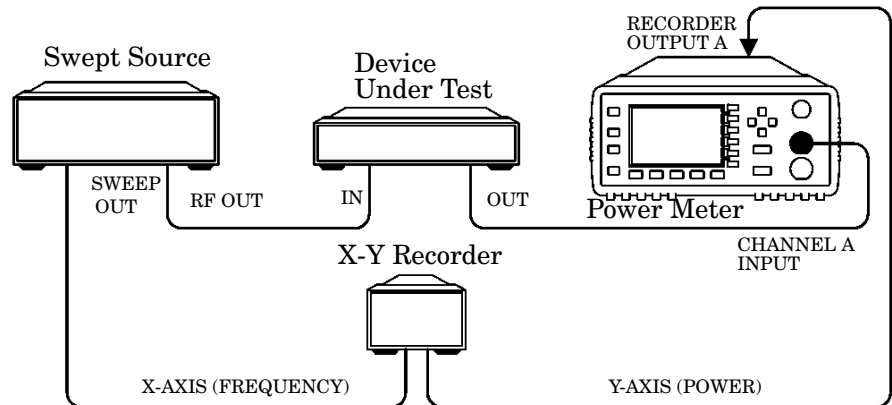 RECORDER
OUTPUT A
Swept Source
Device
Under Test
SWEEP
OUT
RF OUT
IN
OUT
Power Meter
CHANNEL A
INPUT
X-Y Recorder
X-AXIS (FREQUENCY)
Y-AXIS (POWER)